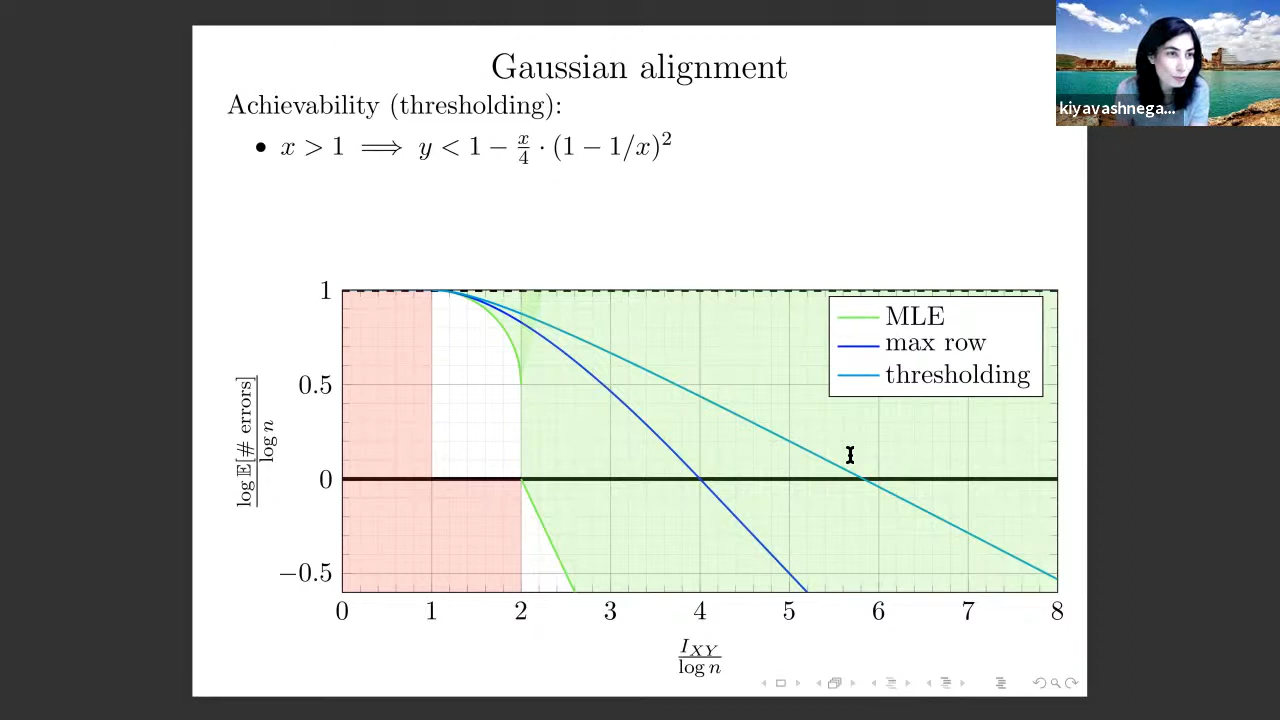 Gaussian alignment
kiyavashnega...
Achievability (thresholding):
• x > 1 ⟹ y < 1 − x/4 · (1 − 1/x)²
1
0.5
0
−0.5
log 𝔼[# errors] / log n
MLE
max row
thresholding
0 1 2 3 4 5 6 7 8
I_XY / log n